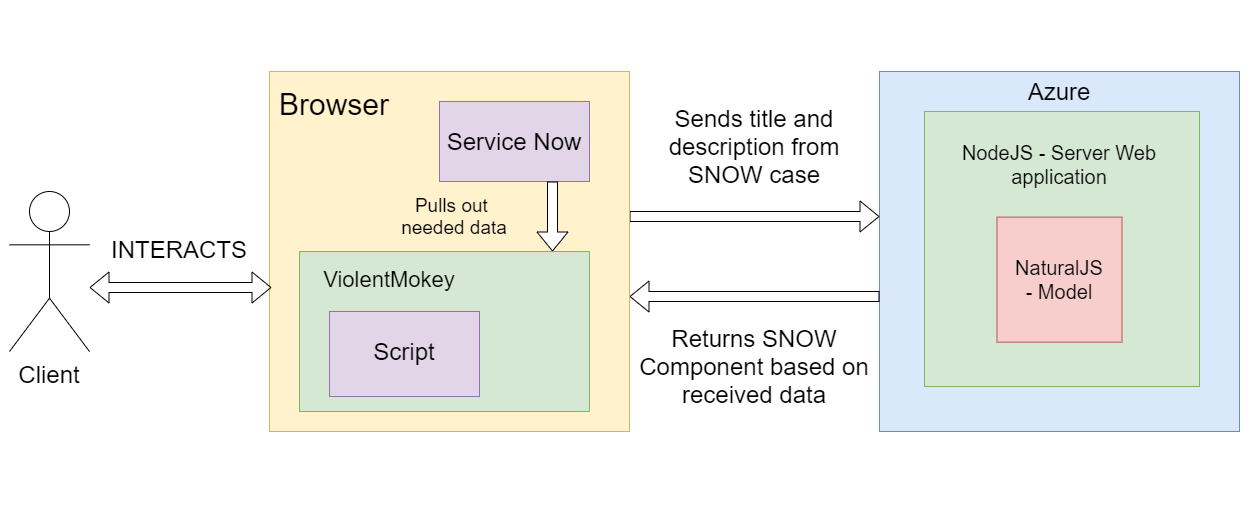 Browser
Service Now
Pulls out
needed data
ViolentMokey
Script
INTERACTS
Client
Sends title and
description from
SNOW case
Returns SNOW
Component based on
received data
Azure
NodeJS - Server Web
application
NaturalJS
- Model